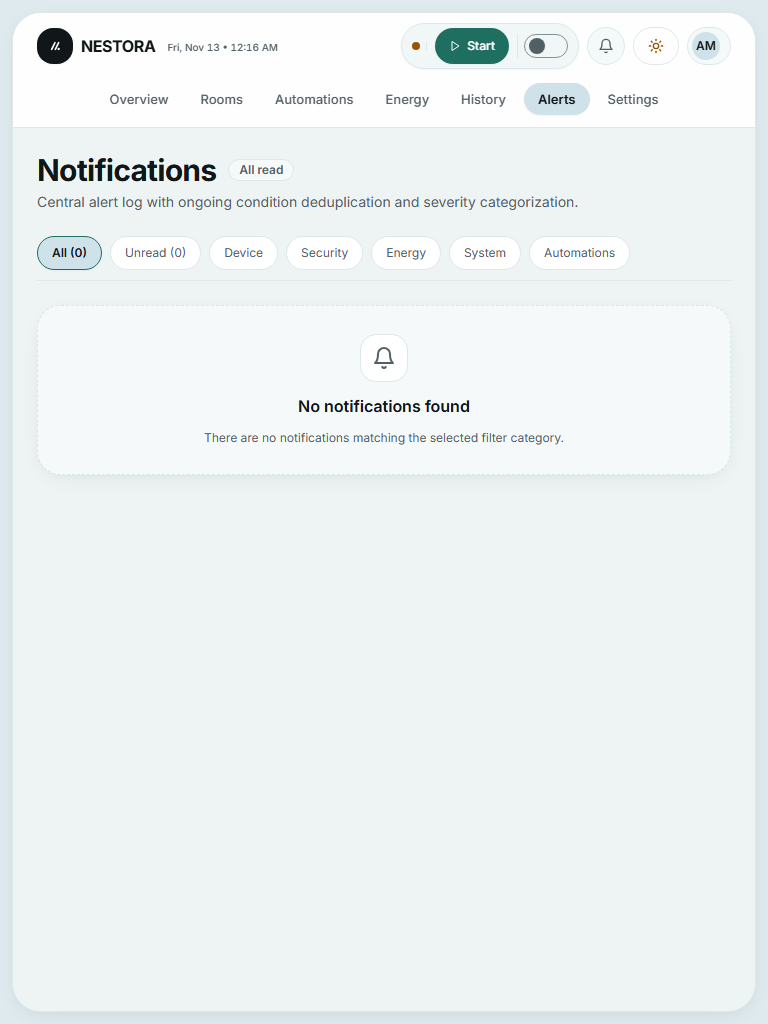 NESTORA
Fri, Nov 13 • 12:16 AM
Start
AM
Overview
Rooms
Automations
Energy
History
Alerts
Settings
Notifications
All read
Central alert log with ongoing condition deduplication and severity categorization.
All (0)
Unread (0)
Device
Security
Energy
System
Automations
No notifications found
There are no notifications matching the selected filter category.